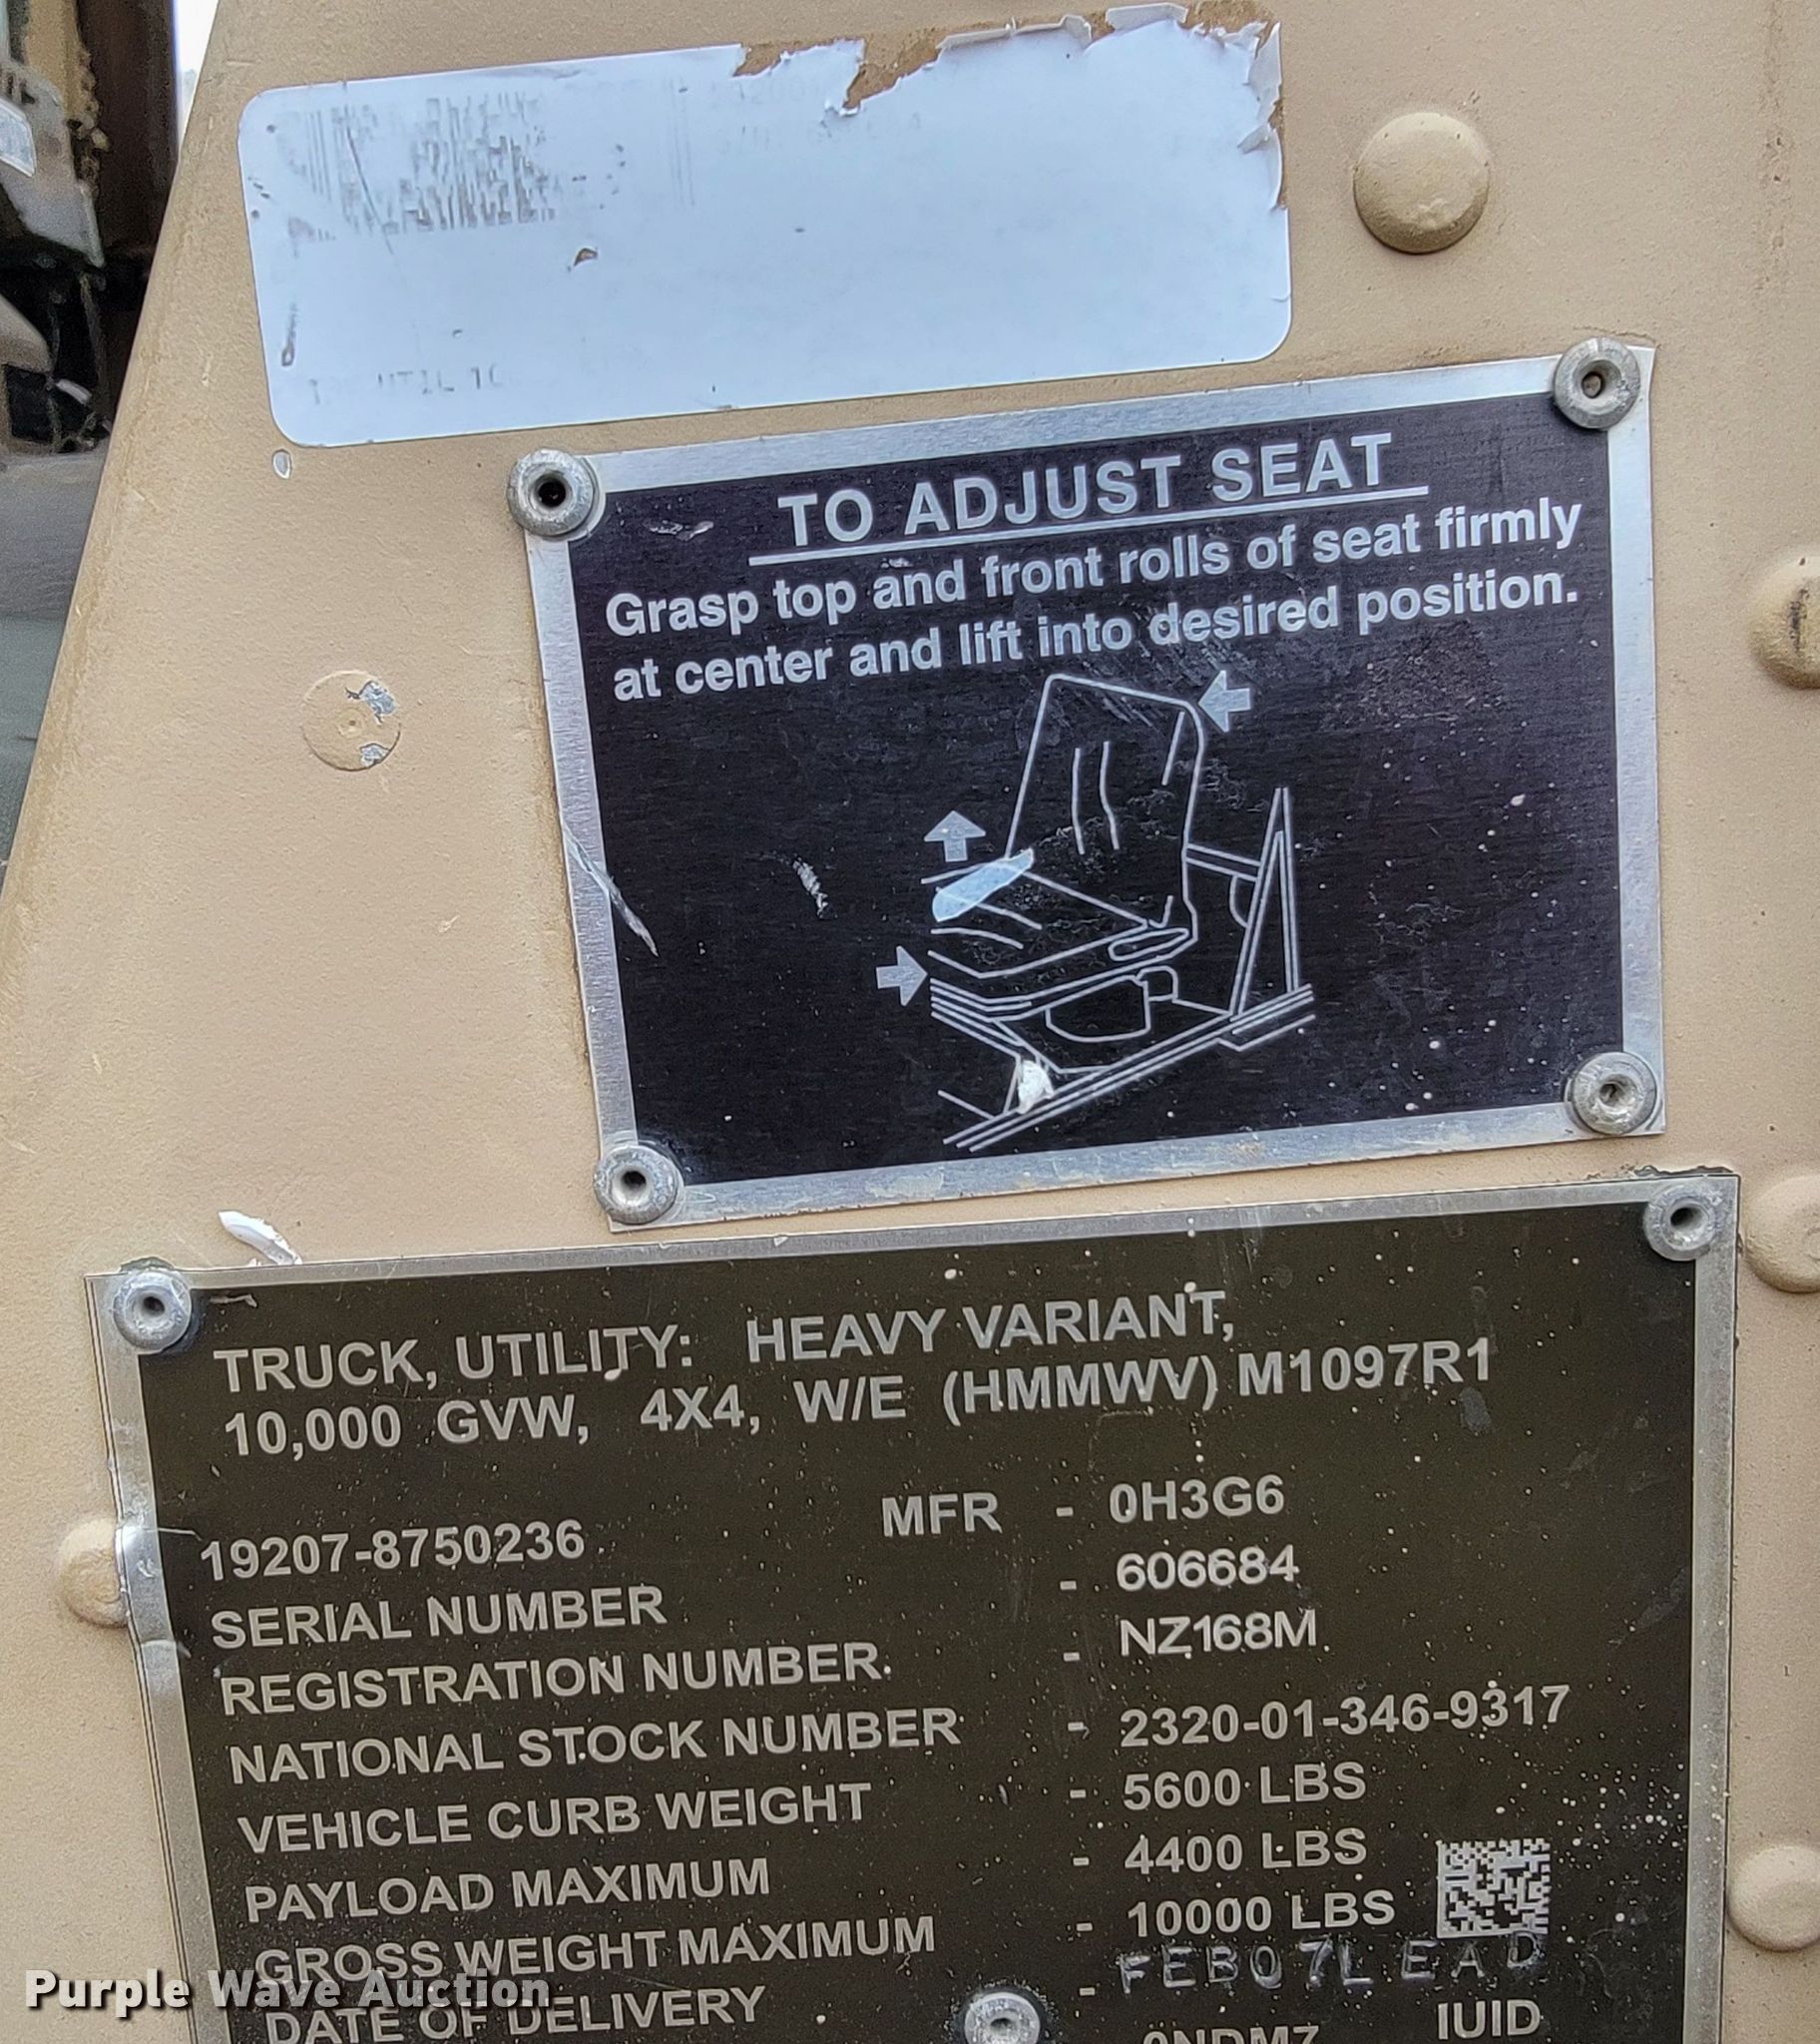 TO ADJUST SEAT
Grasp top and front rolls of seat firmly
at center and lift into desired position.
TRUCK, UTILITY: HEAVY VARIANT,
10,000 GVW, 4X4, W/E (HMMWV) M1097R1
19207-8750236 MFR - 0H3G6
SERIAL NUMBER - 606684
REGISTRATION NUMBER - NZ168M
NATIONAL STOCK NUMBER - 2320-01-346-9317
VEHICLE CURB WEIGHT - 5600 LBS
PAYLOAD MAXIMUM - 4400 LBS
GROSS WEIGHT MAXIMUM - 10000 LBS
DATE OF DELIVERY - FEB07LEAD
IUID
Purple Wave Auction